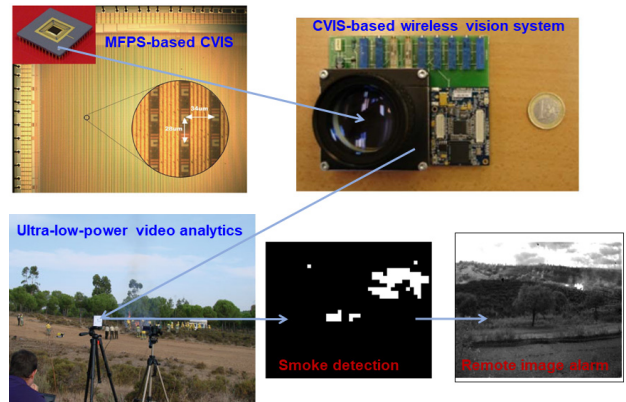 MFPS-based CVIS
CVIS-based wireless vision system
Ultra-low-power video analytics
Smoke detection
Remote image alarm